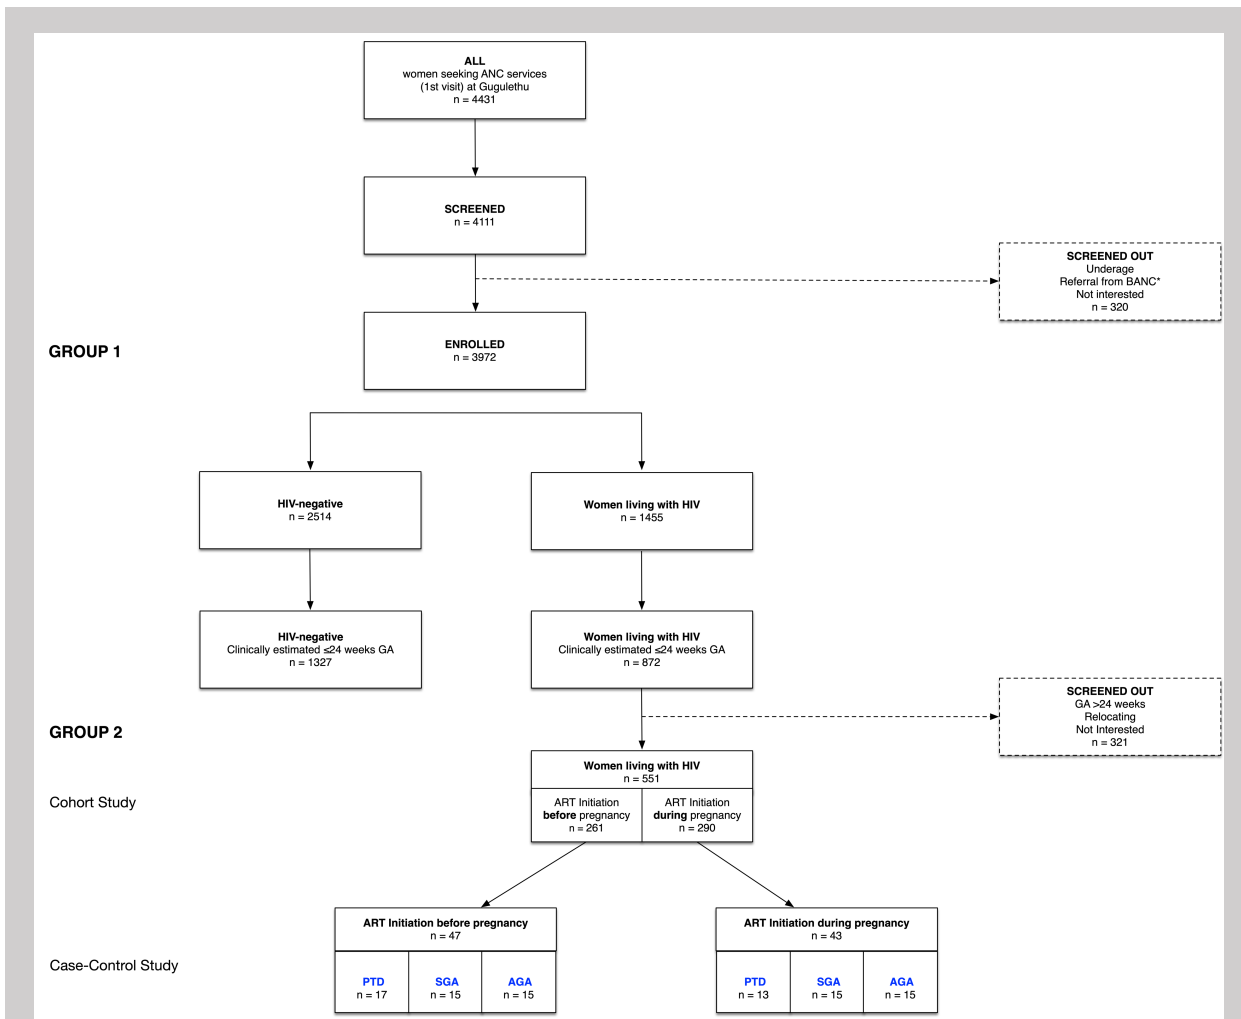 ALL
women seeking ANC services
(1st visit) at Gugulethu
n = 4431
SCREENED
n = 4111
SCREENED OUT
Underage
Referral from BANC*
Not interested
n = 320
GROUP 1
ENROLLED
n = 3972
HIV-negative
n = 2514
Women living with HIV
n = 1455
HIV-negative
Clinically estimated ≤24 weeks GA
n = 1327
Women living with HIV
Clinically estimated ≤24 weeks GA
n = 872
SCREENED OUT
GA >24 weeks
Relocating
Not Interested
n = 321
GROUP 2
Women living with HIV
n = 551
Cohort Study
ART Initiation
before pregnancy
n = 261
ART Initiation
during pregnancy
n = 290
ART Initiation before pregnancy
n = 47
ART Initiation during pregnancy
n = 43
Case-Control Study
PTD
n = 17
SGA
n = 15
AGA
n = 15
PTD
n = 13
SGA
n = 15
AGA
n = 15